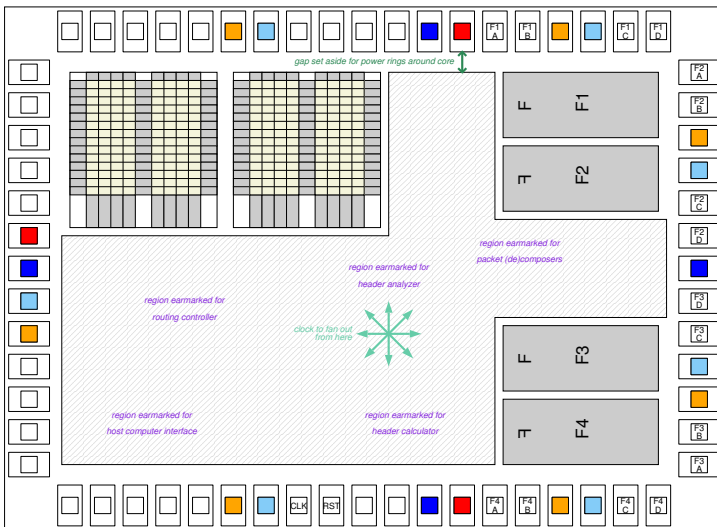 F1
A
F1
B
F1
C
F1
D
gap set aside for power rings around core
F2
A
F2
B
F2
C
F2
D
F F1
F F2
region earmarked for
packet (de)composers
region earmarked for
header analyzer
region earmarked for
routing controller
clock to fan out
from here
F3
D
F3
C
F3
B
F3
A
F F3
F F4
region earmarked for
host computer interface
region earmarked for
header calculator
CLK
RST
F4
A
F4
B
F4
C
F4
D